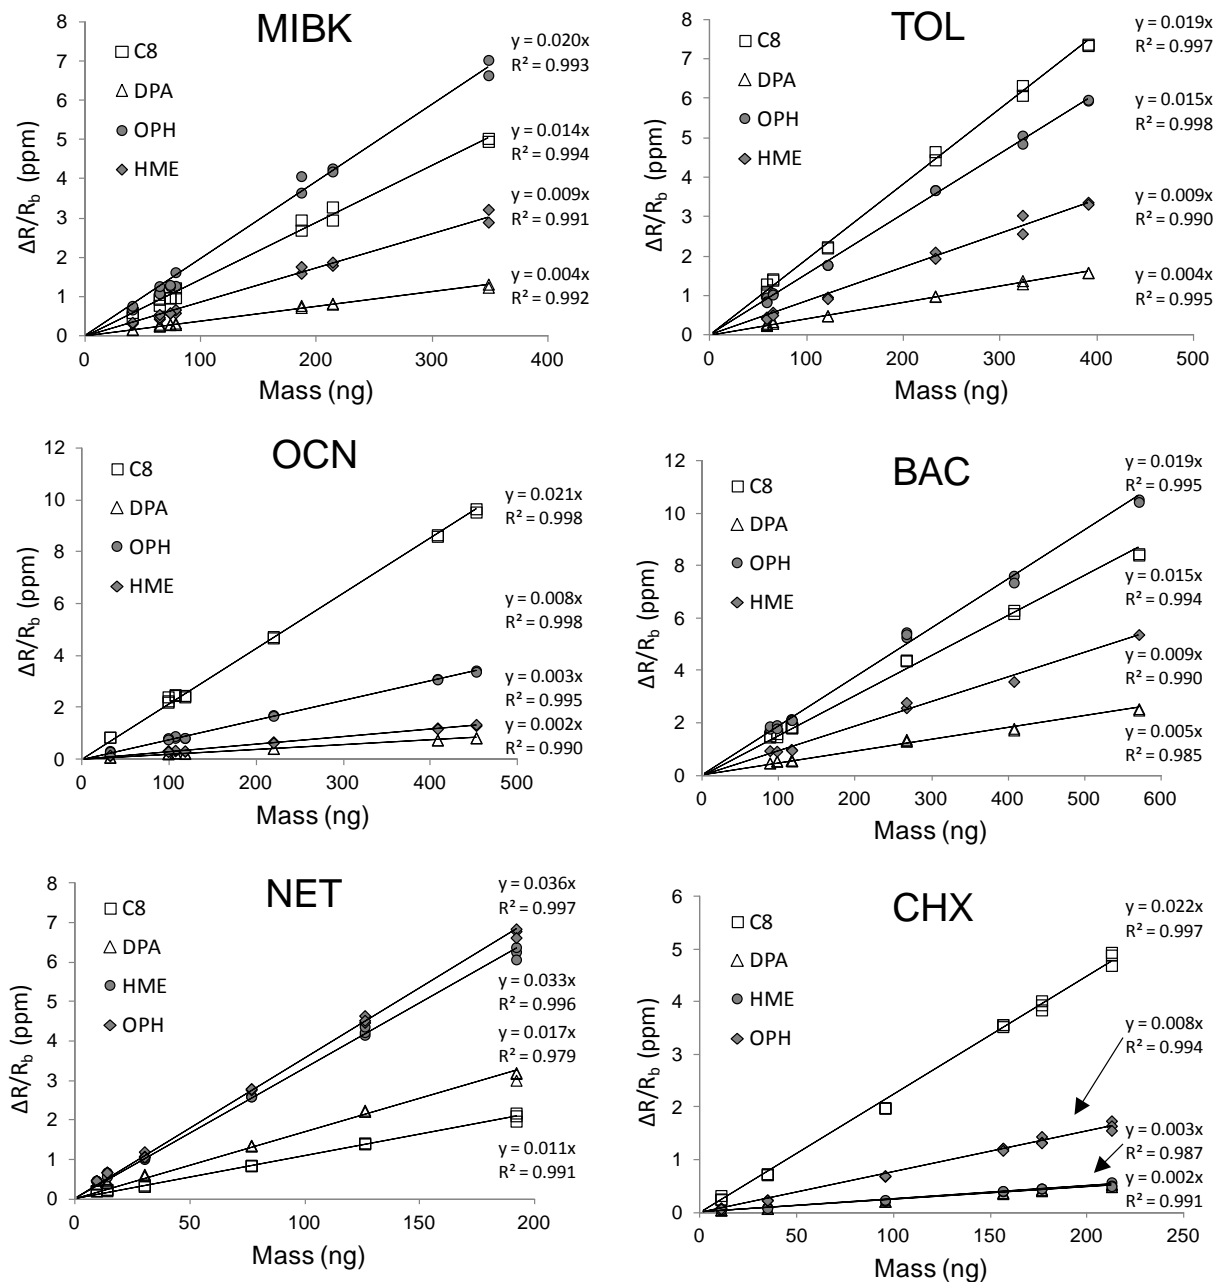 MIBK
C8
DPA
OPH
HME
y = 0.020x
R² = 0.993
y = 0.014x
R² = 0.994
y = 0.009x
R² = 0.991
y = 0.004x
R² = 0.992
8
7
6
5
4
3
2
1
0
0 100 200 300 400
ΔR/R_b (ppm)
Mass (ng)
TOL
C8
DPA
OPH
HME
y = 0.019x
R² = 0.997
y = 0.015x
R² = 0.998
y = 0.009x
R² = 0.990
y = 0.004x
R² = 0.995
8
7
6
5
4
3
2
1
0
0 100 200 300 400 500
ΔR/R_b (ppm)
Mass (ng)
OCN
C8
DPA
OPH
HME
y = 0.021x
R² = 0.998
y = 0.008x
R² = 0.998
y = 0.003x
R² = 0.995
y = 0.002x
R² = 0.990
12
10
8
6
4
2
0
0 100 200 300 400 500
ΔR/R_b (ppm)
Mass (ng)
BAC
C8
DPA
OPH
HME
y = 0.019x
R² = 0.995
y = 0.015x
R² = 0.994
y = 0.009x
R² = 0.990
y = 0.005x
R² = 0.985
12
10
8
6
4
2
0
0 100 200 300 400 500 600
ΔR/R_b (ppm)
Mass (ng)
NET
C8
DPA
HME
OPH
y = 0.036x
R² = 0.997
y = 0.033x
R² = 0.996
y = 0.017x
R² = 0.979
y = 0.011x
R² = 0.991
8
7
6
5
4
3
2
1
0
0 50 100 150 200
ΔR/R_b (ppm)
Mass (ng)
CHX
C8
DPA
HME
OPH
y = 0.022x
R² = 0.997
y = 0.008x
R² = 0.994
y = 0.003x
R² = 0.987
y = 0.002x
R² = 0.991
6
5
4
3
2
1
0
0 50 100 150 200 250
ΔR/R_b (ppm)
Mass (ng)